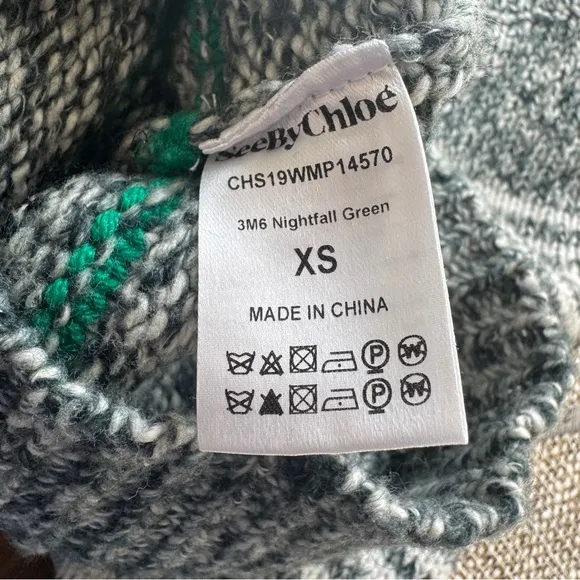 SeeByChloé
CHS19WMP14570
3M6 Nightfall Green
XS
MADE IN CHINA
P W
P W